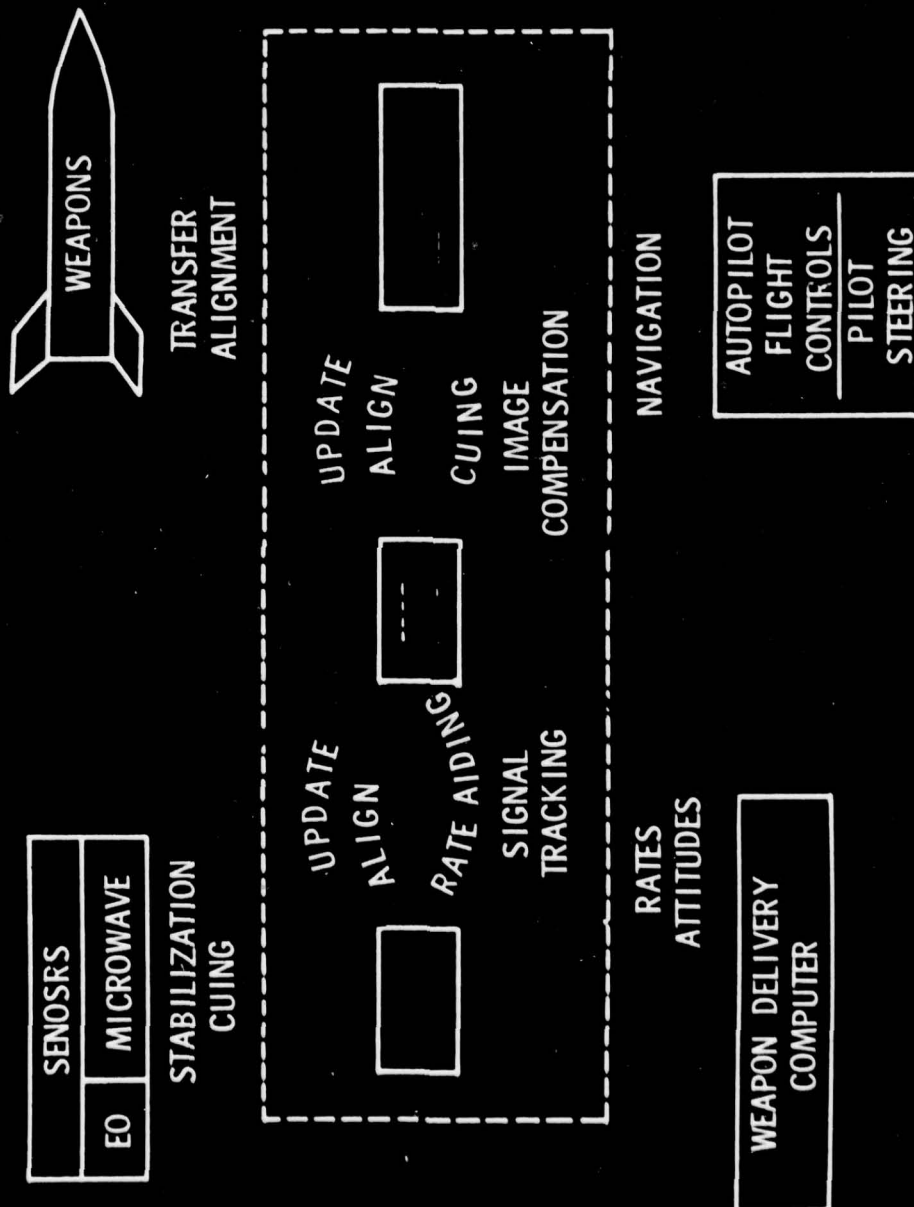 SENOSRS
EO
MICROWAVE
STABILIZATION
CUING
WEAPONS
TRANSFER
ALIGNMENT
UPDATE
ALIGN
RATE AIDING
SIGNAL
TRACKING
UPDATE
ALIGN
CUING
IMAGE
COMPENSATION
RATES
ATTITUDES
NAVIGATION
WEAPON DELIVERY
COMPUTER
AUTOPILOT
FLIGHT
CONTROLS
PILOT
STEERING